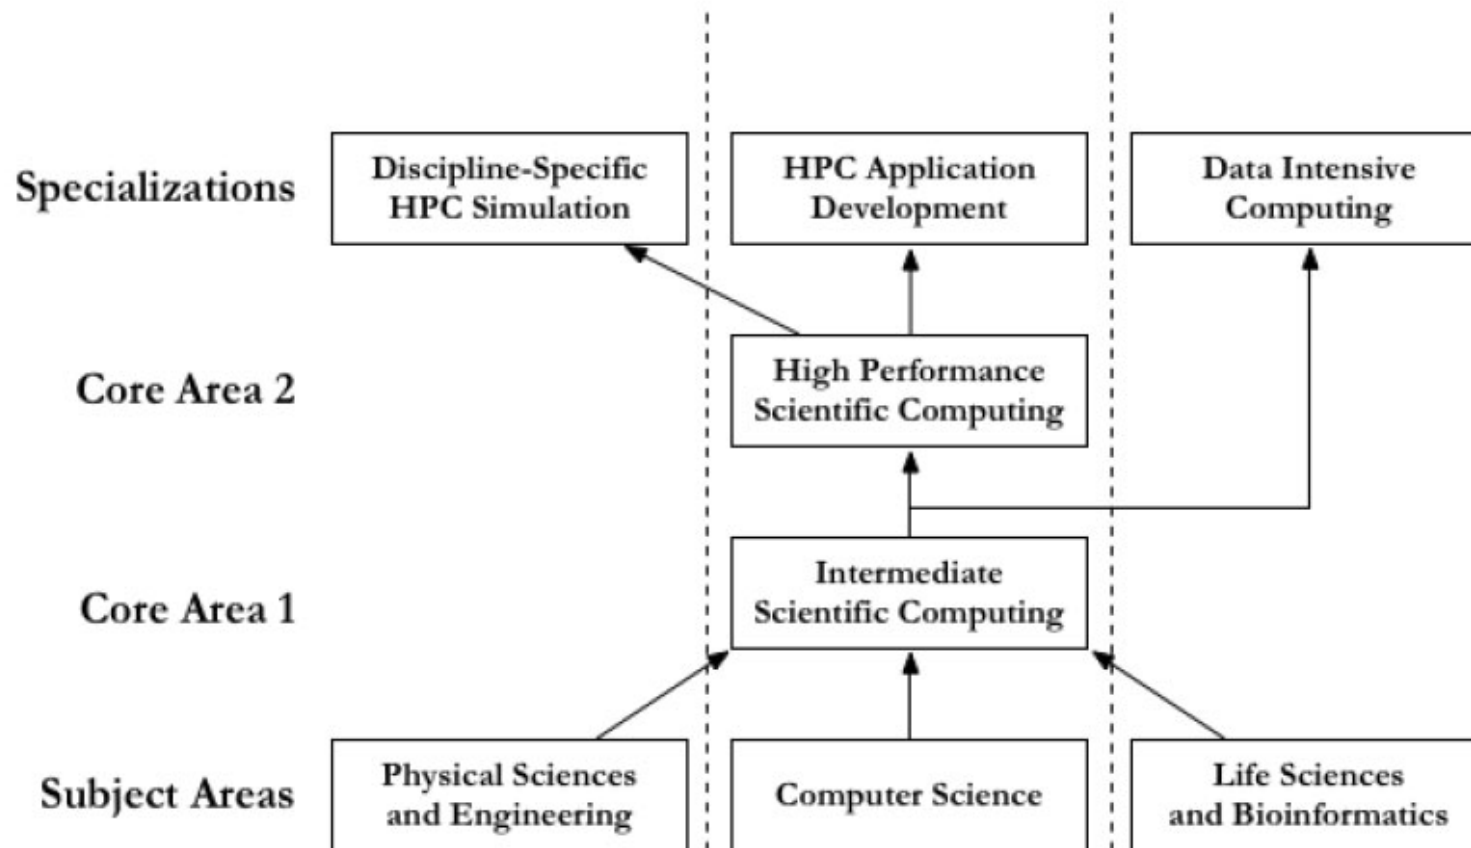 Specializations
Discipline-Specific
HPC Simulation
HPC Application
Development
Data Intensive
Computing
Core Area 2
High Performance
Scientific Computing
Core Area 1
Intermediate
Scientific Computing
Subject Areas
Physical Sciences
and Engineering
Computer Science
Life Sciences
and Bioinformatics